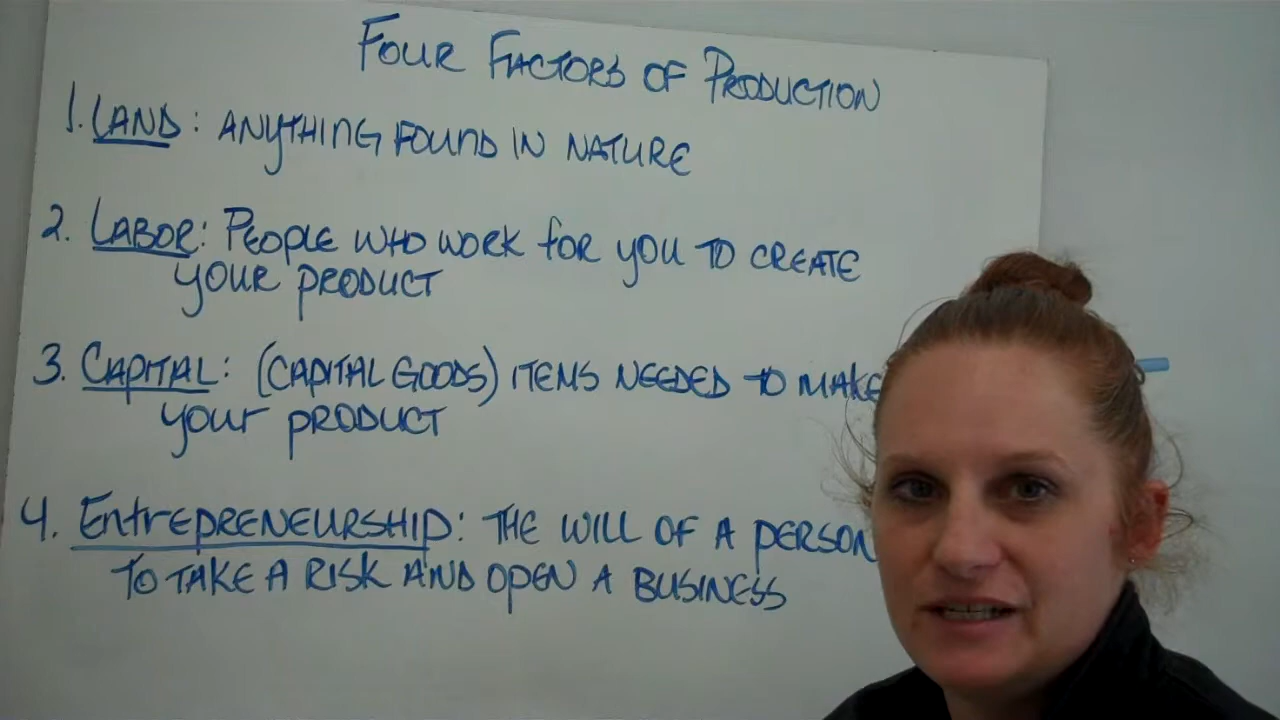 FOUR FACTORS OF PRODUCTION
1. LAND: ANYTHING FOUND IN NATURE
2. LABOR: PEOPLE WHO WORK FOR YOU TO CREATE
YOUR PRODUCT
3. CAPITAL: (CAPITAL GOODS) ITEMS NEEDED TO MAKE
YOUR PRODUCT
4. ENTREPRENEURSHIP: THE WILL OF A PERSON
TO TAKE A RISK AND OPEN A BUSINESS